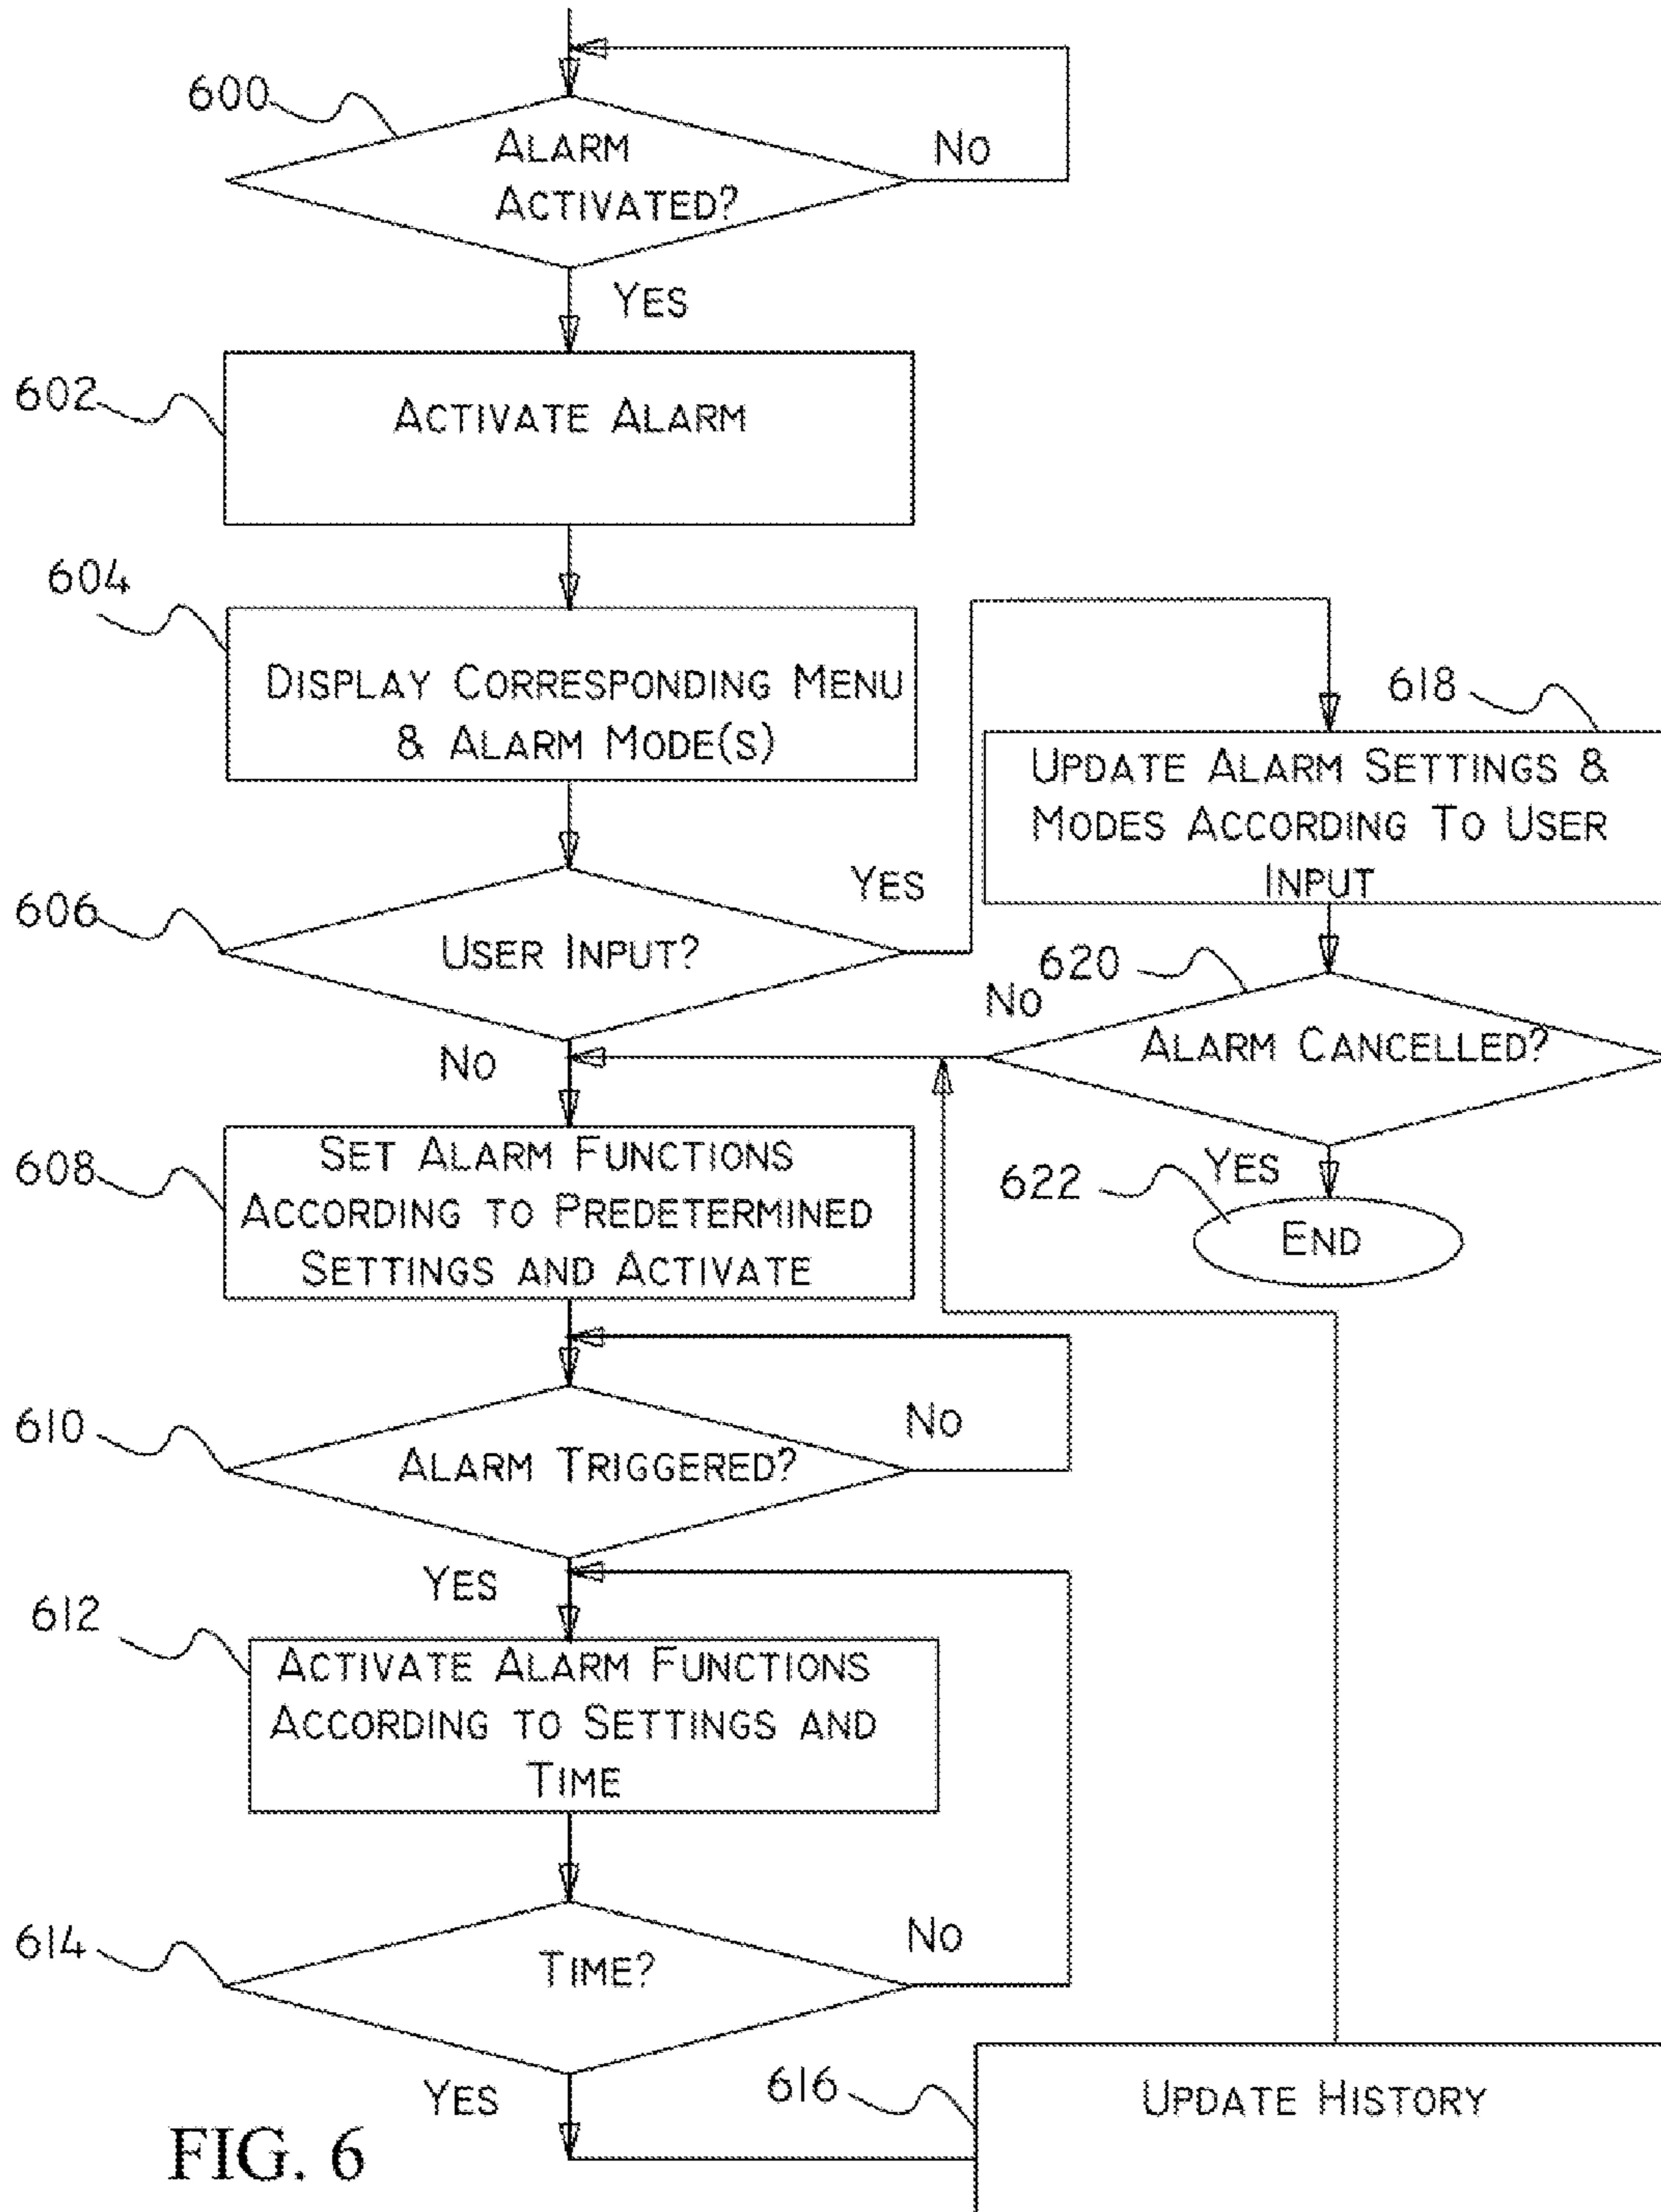 600
ALARM
ACTIVATED?
NO
YES
602
ACTIVATE ALARM
604
DISPLAY CORRESPONDING MENU
& ALARM MODE(S)
606
USER INPUT?
YES
NO
618
UPDATE ALARM SETTINGS &
MODES ACCORDING TO USER
INPUT
620
NO
ALARM CANCELLED?
YES
622
END
608
SET ALARM FUNCTIONS
ACCORDING TO PREDETERMINED
SETTINGS AND ACTIVATE
610
ALARM TRIGGERED?
NO
YES
612
ACTIVATE ALARM FUNCTIONS
ACCORDING TO SETTINGS AND
TIME
614
TIME?
NO
YES
616
UPDATE HISTORY
FIG. 6